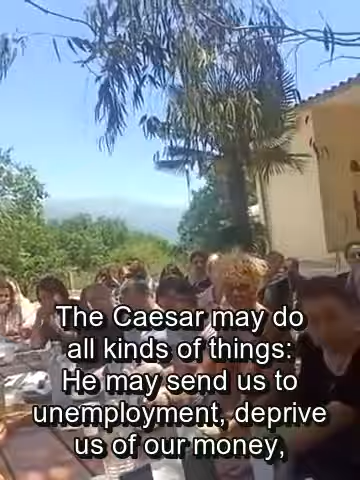 The Caesar may do
all kinds of things:
He may send us to
unemployment, deprive
us of our money,